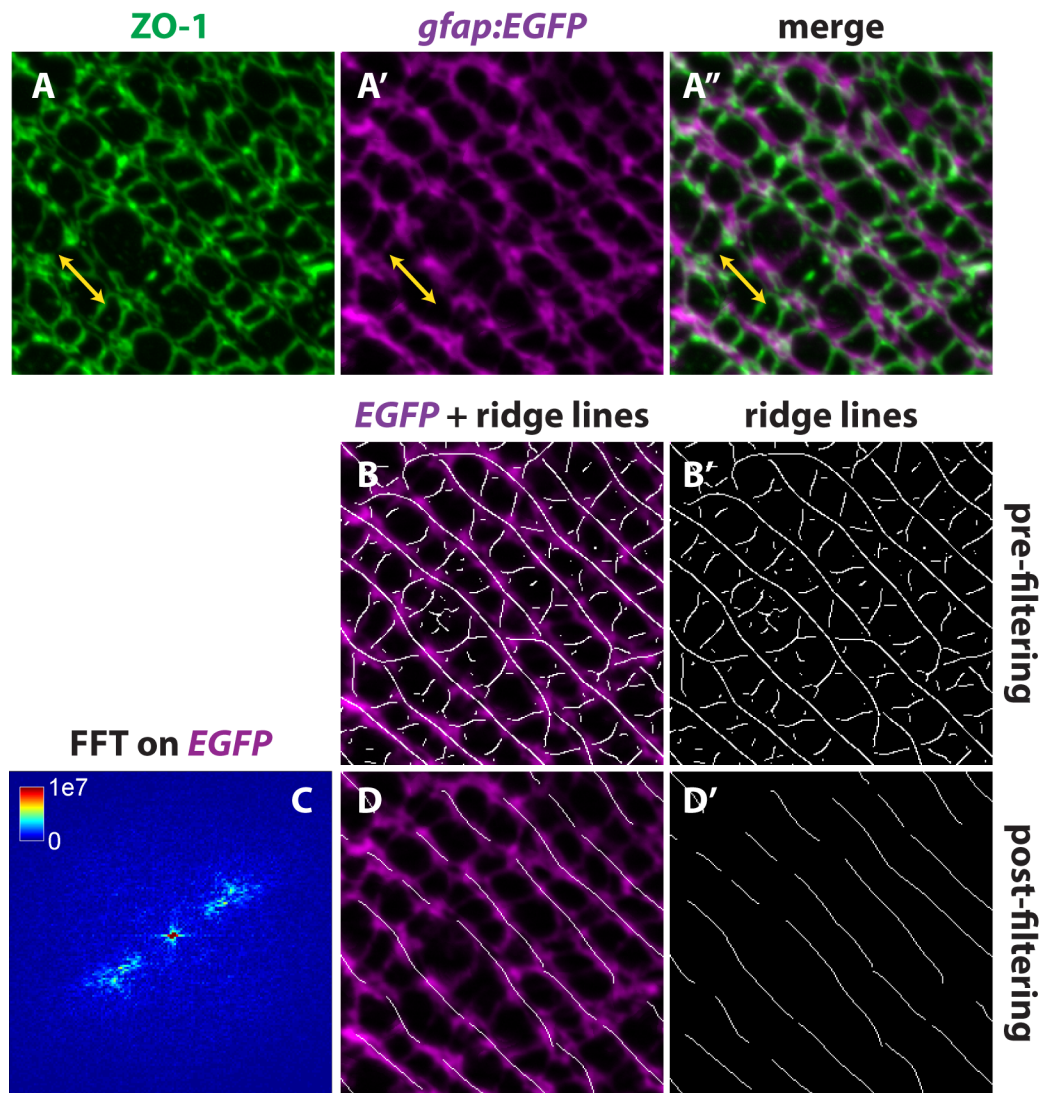 ZO-1
gfap:EGFP
merge
A
A′
A″
EGFP + ridge lines
ridge lines
B
B′
pre-filtering
FFT on EGFP
1e7
0
C
D
D′
post-filtering